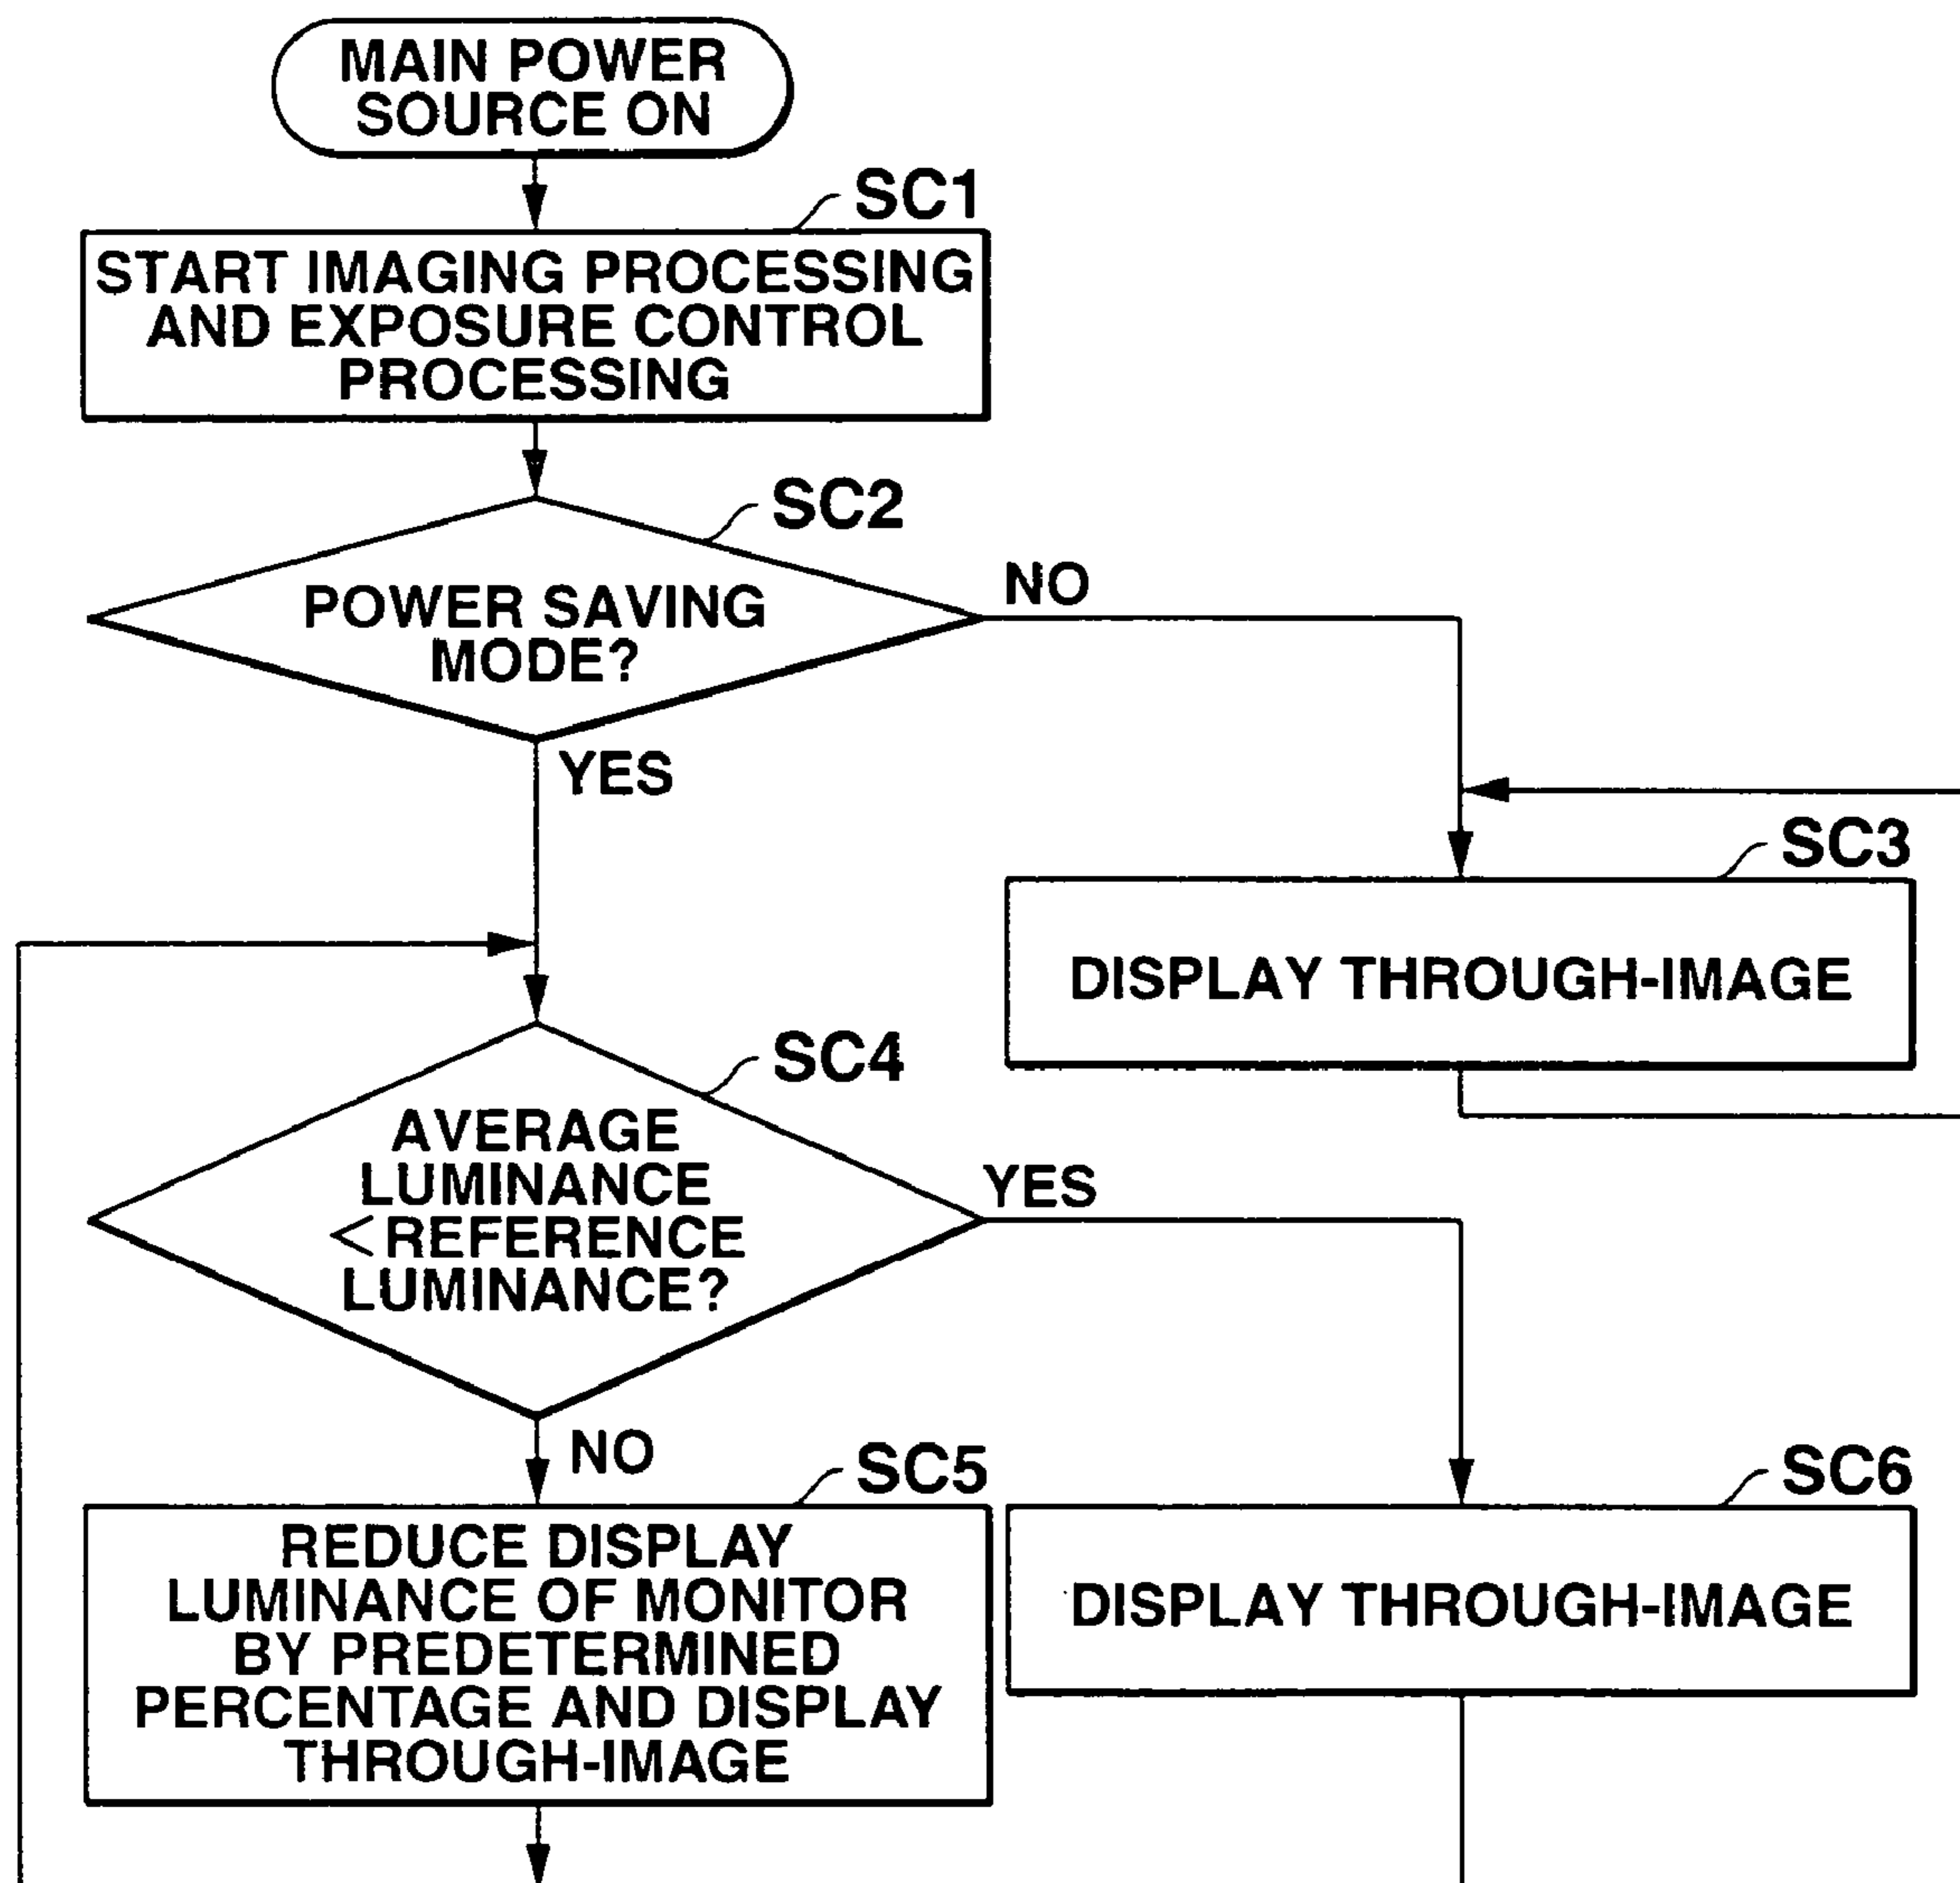 MAIN POWER
SOURCE ON
SC1
START IMAGING PROCESSING
AND EXPOSURE CONTROL
PROCESSING
SC2
POWER SAVING
MODE?
NO
YES
SC3
DISPLAY THROUGH-IMAGE
SC4
AVERAGE
LUMINANCE
<REFERENCE
LUMINANCE?
YES
NO
SC5
REDUCE DISPLAY
LUMINANCE OF MONITOR
BY PREDETERMINED
PERCENTAGE AND DISPLAY
THROUGH-IMAGE
SC6
DISPLAY THROUGH-IMAGE